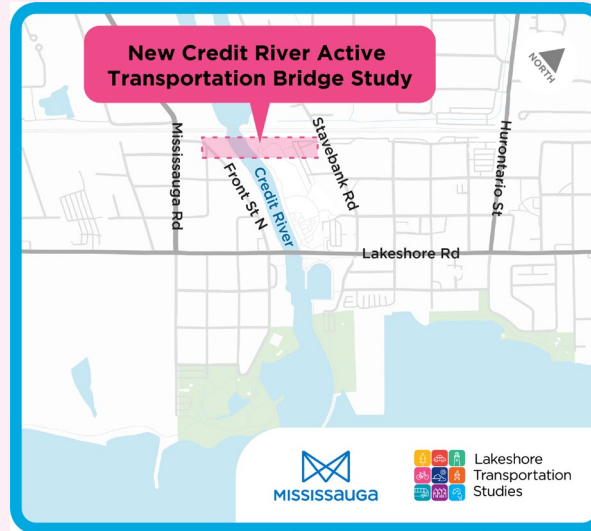 New Credit River Active
Transportation Bridge Study
NORTH
Mississauga Rd
Front St N
Credit River
Stavebank Rd
Hurontario St
Lakeshore Rd
MISSISSAUGA
Lakeshore
Transportation
Studies